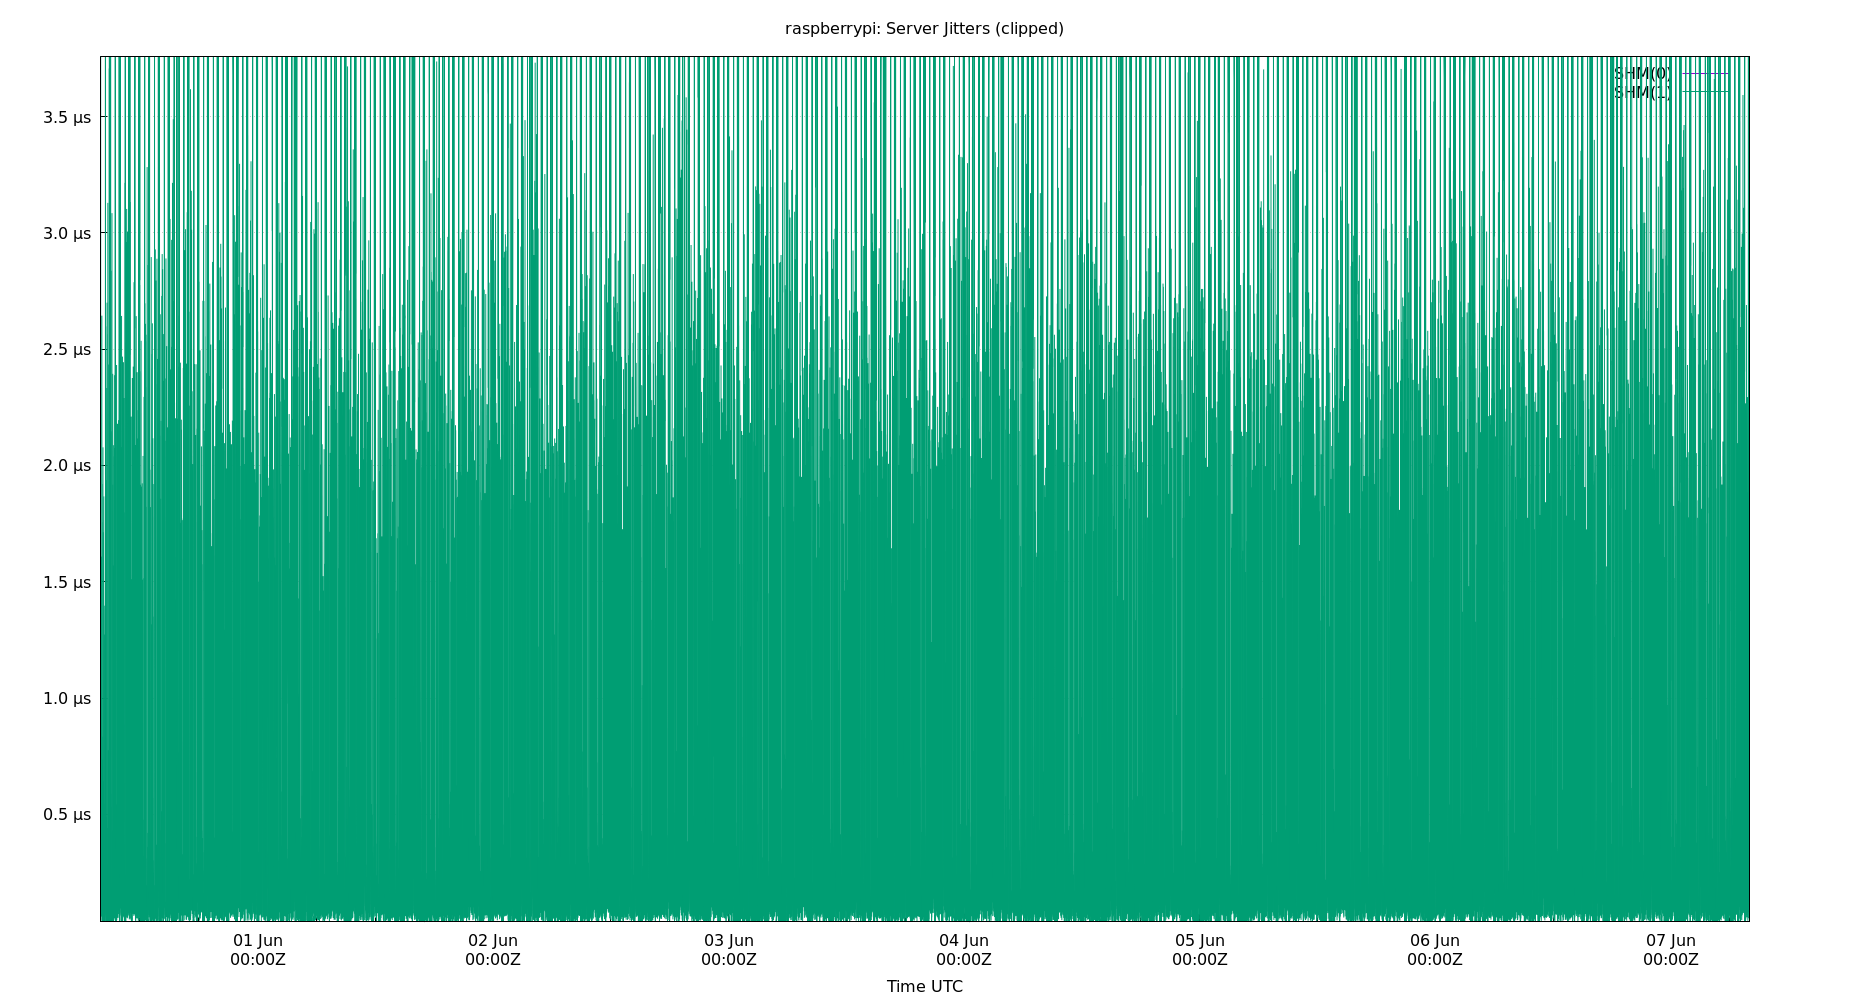 raspberrypi: Server Jitters (clipped)
SHM(0)
SHM(1)
3.5 µs
3.0 µs
2.5 µs
2.0 µs
1.5 µs
1.0 µs
0.5 µs
01 Jun 02 Jun 03 Jun 04 Jun 05 Jun 06 Jun 07 Jun
00:00Z 00:00Z 00:00Z 00:00Z 00:00Z 00:00Z 00:00Z
Time UTC